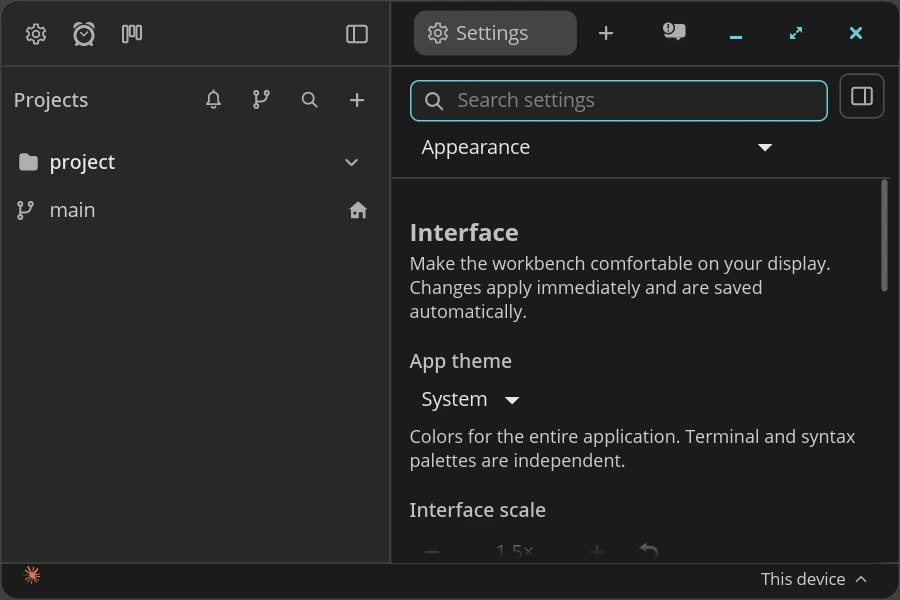 Settings
Projects
Search settings
Appearance
project
main
Interface
Make the workbench comfortable on your display.
Changes apply immediately and are saved
automatically.
App theme
System
Colors for the entire application. Terminal and syntax
palettes are independent.
Interface scale
1.5×
This device